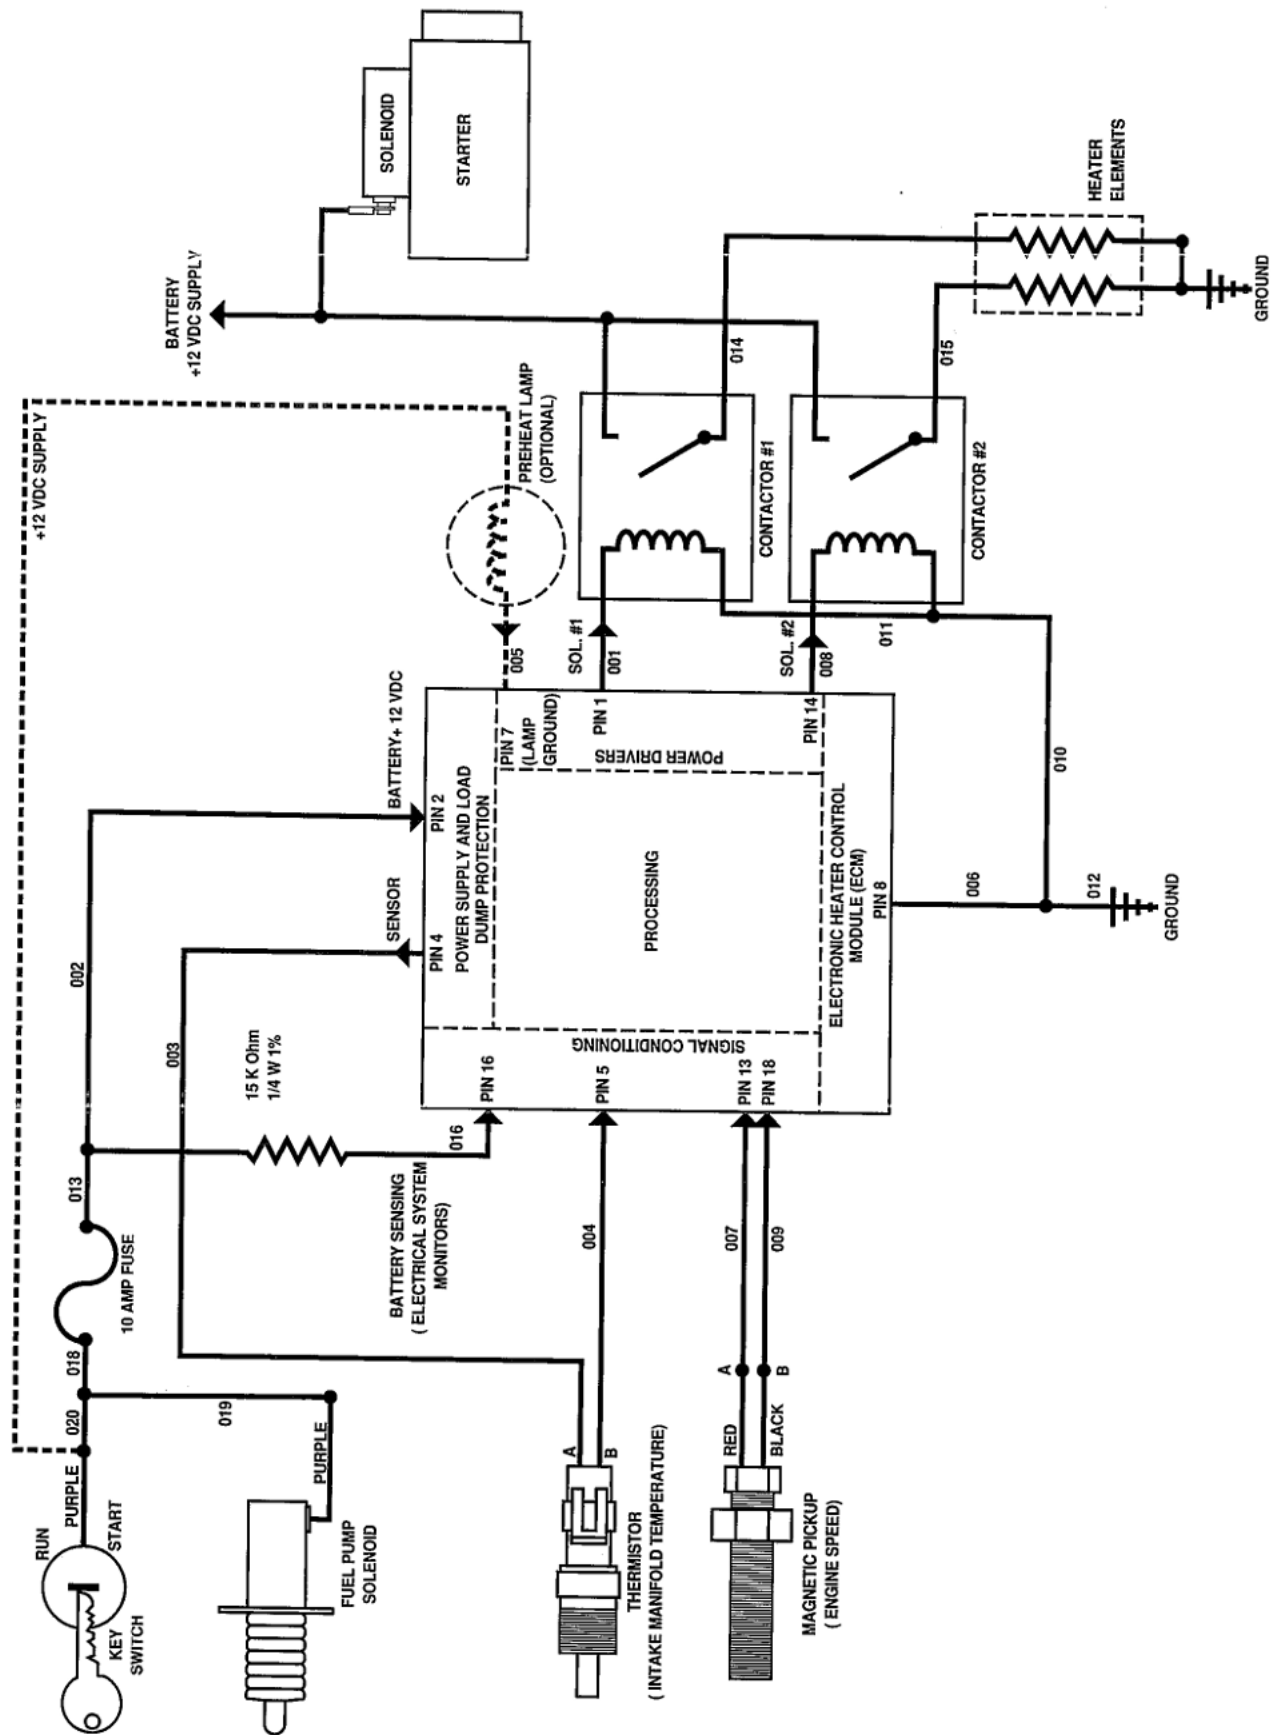 KEY
SWITCH
RUN
START
PURPLE
020
018
019
PURPLE
FUEL PUMP
SOLENOID
10 AMP FUSE
013
002
+12 VDC SUPPLY
15 K Ohm
1/4 W 1%
016
BATTERY SENSING
( ELECTRICAL SYSTEM
MONITORS)
003
SENSOR
BATTERY+ 12 VDC
THERMISTOR
( INTAKE MANIFOLD TEMPERATURE)
A
B
004
MAGNETIC PICKUP
( ENGINE SPEED)
RED
BLACK
A
B
007
009
PIN 16
PIN 5
PIN 13
PIN 18
SIGNAL CONDITIONING
PIN 4
PIN 2
POWER SUPPLY AND LOAD
DUMP PROTECTION
PROCESSING
ELECTRONIC HEATER CONTROL
MODULE (ECM)
PIN 8
PIN 7
(LAMP
GROUND)
PIN 1
POWER DRIVERS
PIN 14
005
PREHEAT LAMP
(OPTIONAL)
SOL. #1
001
SOL. #2
008
011
010
006
012
GROUND
CONTACTOR #1
CONTACTOR #2
014
015
BATTERY
+12 VDC SUPPLY
SOLENOID
STARTER
HEATER
ELEMENTS
GROUND